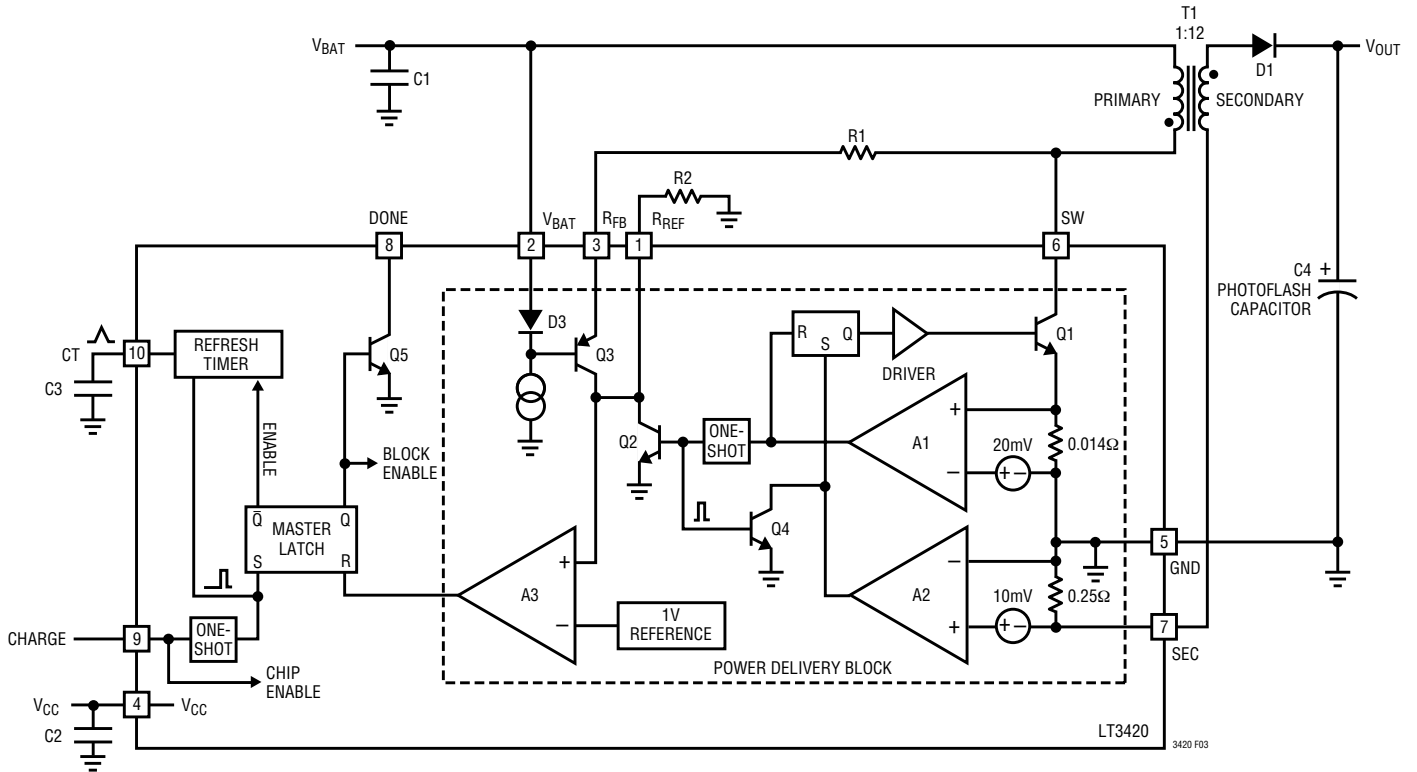 T1
1:12
VBAT
C1
D1
VOUT
PRIMARY
SECONDARY
R1
R2
DONE
VBAT
RFB
RREF
SW
8
2
3
1
6
C4
+
PHOTOFLASH
CAPACITOR
D3
Q3
R
Q
S
Q1
DRIVER
CT
10
REFRESH
TIMER
Q5
C3
ENABLE
BLOCK
ENABLE
Q2
ONE-
SHOT
A1
+
–
20mV
+ –
0.014Ω
Q̅
Q
MASTER
LATCH
S
R
Q4
5
GND
A3
+
–
1V
REFERENCE
A2
–
+
10mV
+ –
0.25Ω
7
SEC
CHARGE
9
ONE-
SHOT
CHIP
ENABLE
POWER DELIVERY BLOCK
VCC
4
VCC
C2
LT3420
3420 F03